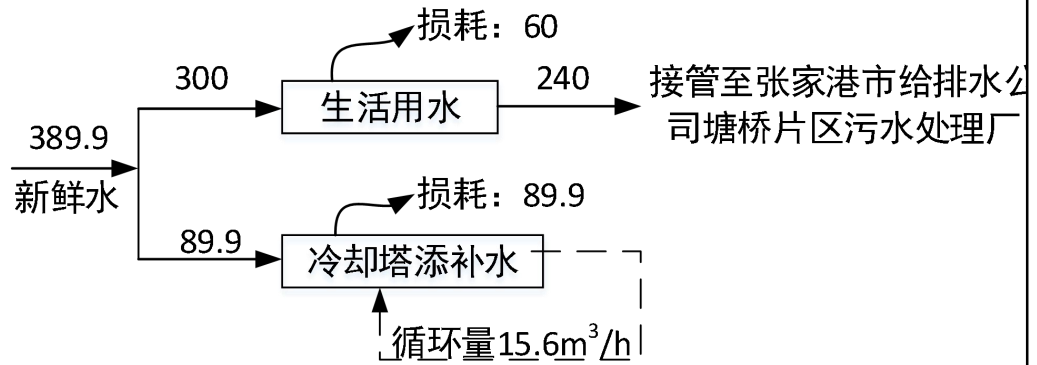 损耗：60
300
生活用水
240
接管至张家港市给排水公
司塘桥片区污水处理厂
389.9
新鲜水
损耗：89.9
89.9
冷却塔添补水
循环量15.6m³/h